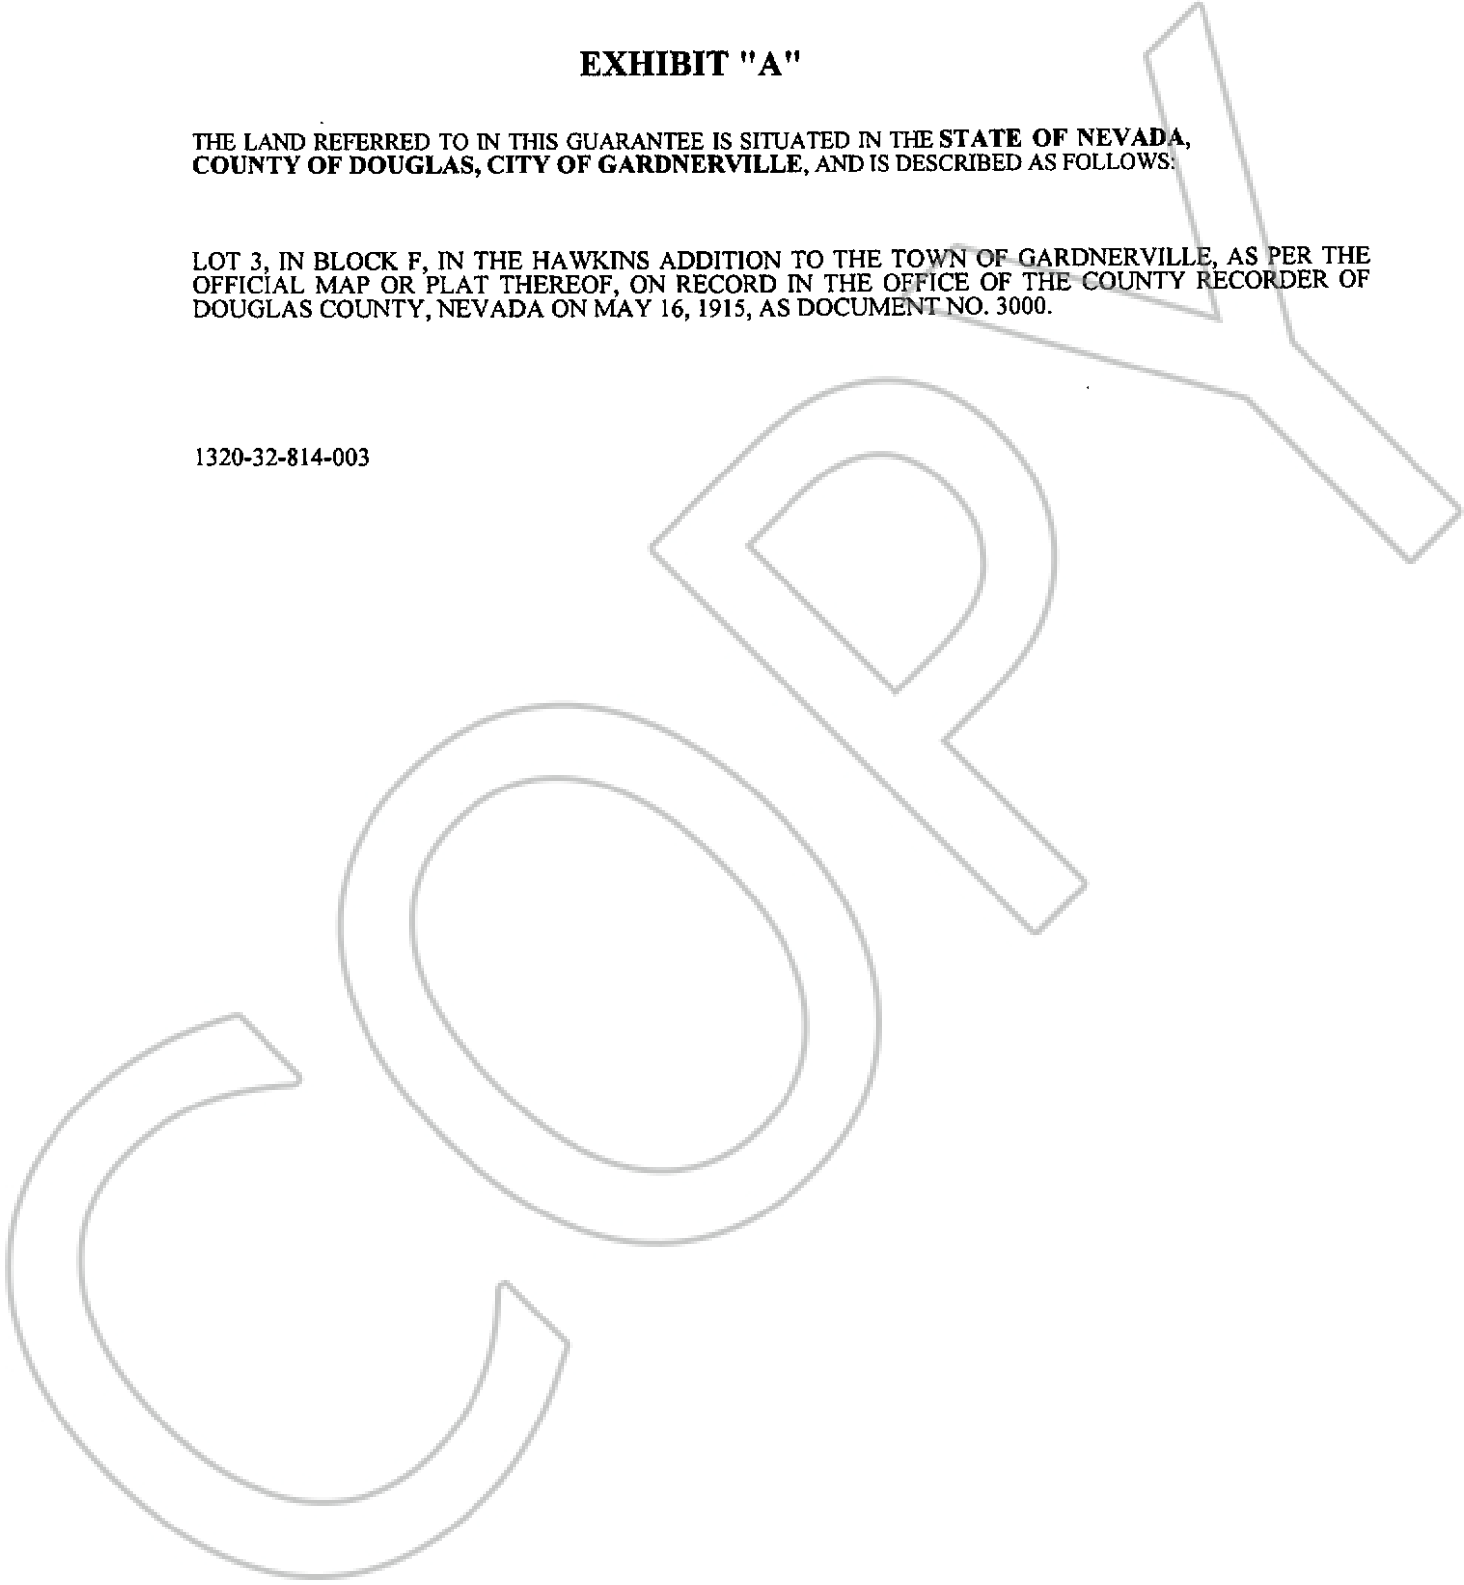 EXHIBIT "A"
THE LAND REFERRED TO IN THIS GUARANTEE IS SITUATED IN THE STATE OF NEVADA,
COUNTY OF DOUGLAS, CITY OF GARDNERVILLE, AND IS DESCRIBED AS FOLLOWS:
LOT 3, IN BLOCK F, IN THE HAWKINS ADDITION TO THE TOWN OF GARDNERVILLE, AS PER THE
OFFICIAL MAP OR PLAT THEREOF, ON RECORD IN THE OFFICE OF THE COUNTY RECORDER OF
DOUGLAS COUNTY, NEVADA ON MAY 16, 1915, AS DOCUMENT NO. 3000.
1320-32-814-003
COPY